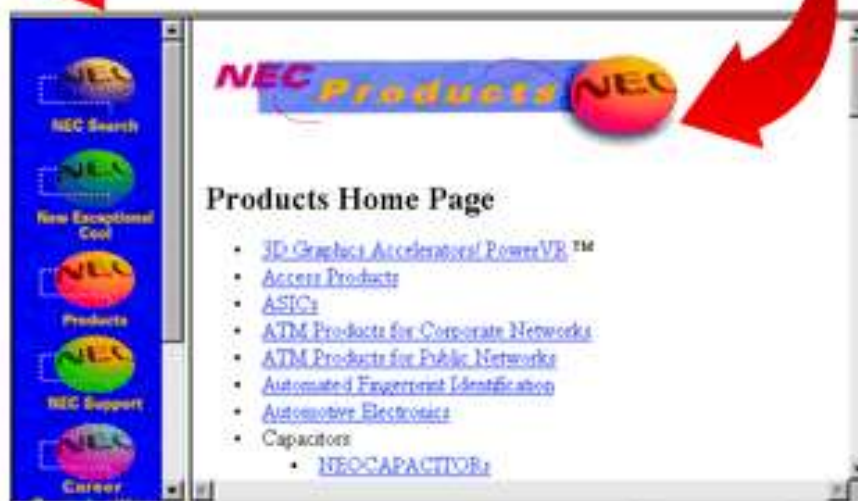 NEC
NEC Search
NEC
New Exceptional
Cool
NEC
Products
NEC
NEC Support
NEC
Career
NEC Products NEC
Products Home Page
• 3D Graphics Accelerators/ PowerVR ™
• Access Products
• ASICs
• ATM Products for Corporate Networks
• ATM Products for Public Networks
• Automated Fingerprint Identification
• Automotive Electronics
• Capacitors
• NEOCAPACITORs